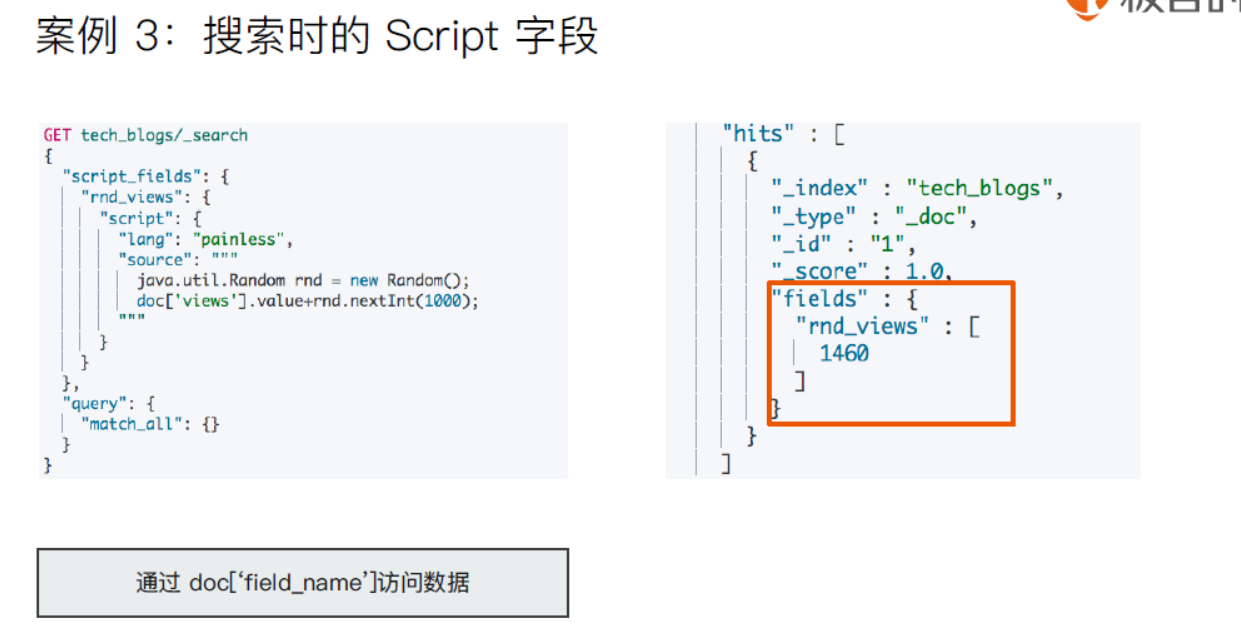 案例 3：搜索时的 Script 字段
GET tech_blogs/_search
{
  "script_fields": {
    "rnd_views": {
      "script": {
        "lang": "painless",
        "source": """
          java.util.Random rnd = new Random();
          doc['views'].value+rnd.nextInt(1000);
        """
      }
    }
  },
  "query": {
    "match_all": {}
  }
}
"hits" : [
  {
    "_index" : "tech_blogs",
    "_type" : "_doc",
    "_id" : "1",
    "_score" : 1.0,
    "fields" : {
      "rnd_views" : [
        1460
      ]
    }
  }
]
通过 doc[‘field_name’]访问数据